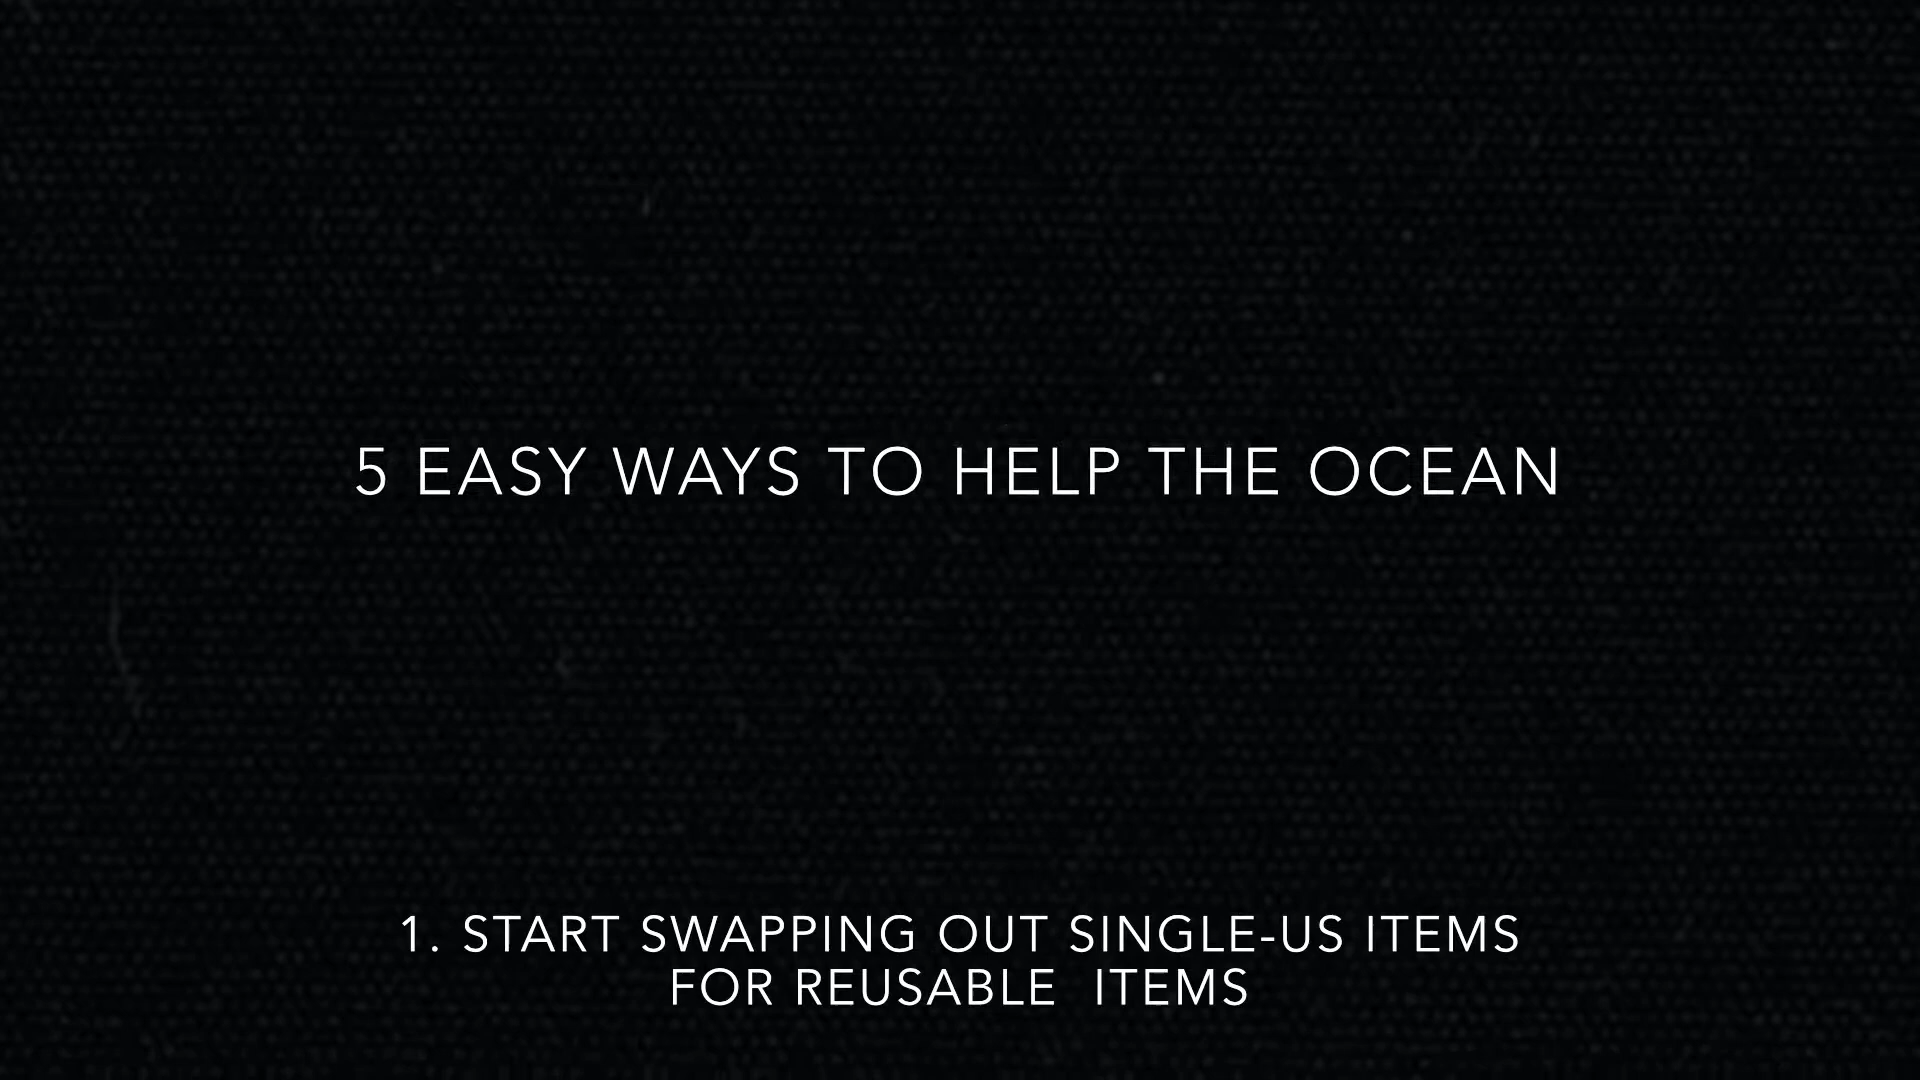 5 EASY WAYS TO HELP THE OCEAN
1. START SWAPPING OUT SINGLE-US ITEMS
FOR REUSABLE  ITEMS